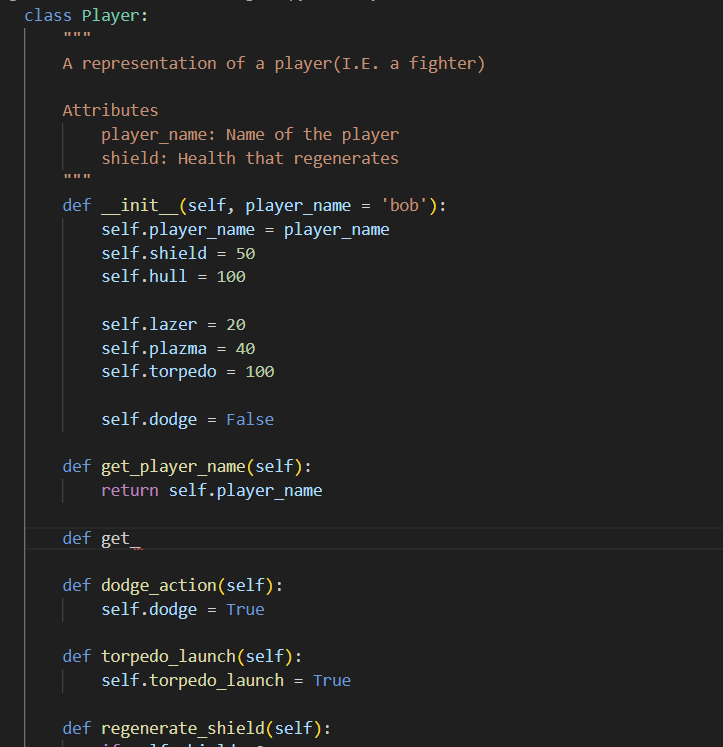 class Player:
    """
    A representation of a player(I.E. a fighter)

    Attributes
        player_name: Name of the player
        shield: Health that regenerates
    """
    def __init__(self, player_name = 'bob'):
        self.player_name = player_name
        self.shield = 50
        self.hull = 100

        self.lazer = 20
        self.plazma = 40
        self.torpedo = 100

        self.dodge = False

    def get_player_name(self):
        return self.player_name

    def get_

    def dodge_action(self):
        self.dodge = True

    def torpedo_launch(self):
        self.torpedo_launch = True

    def regenerate_shield(self):